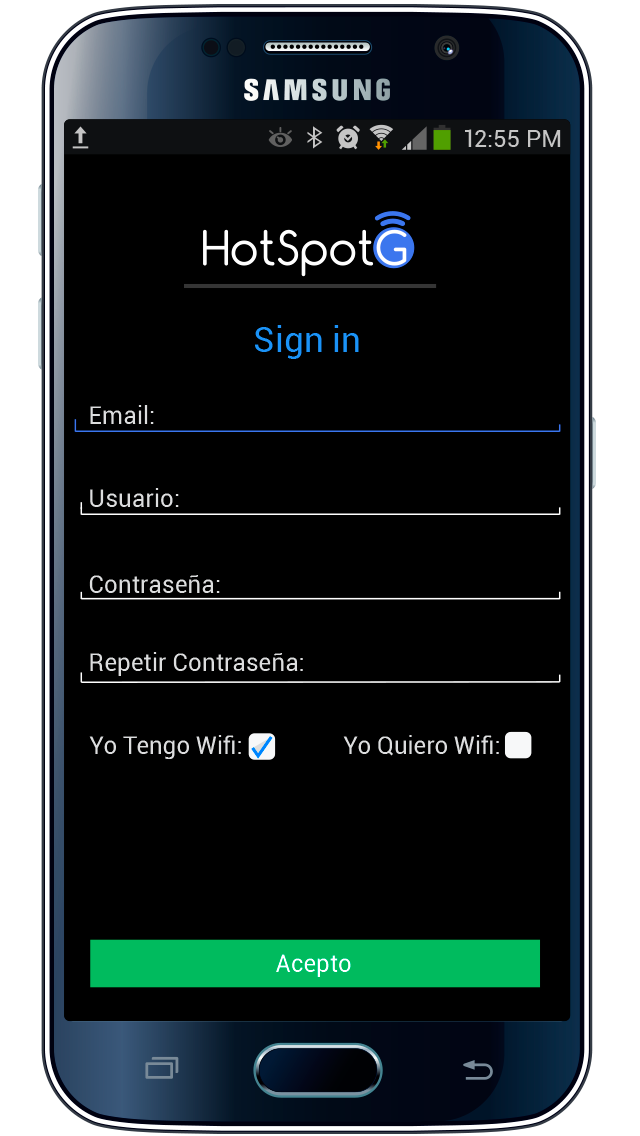 SAMSUNG
12:55 PM
HotSpotG
Sign in
Email:
Usuario:
Contraseña:
Repetir Contraseña:
Yo Tengo Wifi: Yo Quiero Wifi:
Acepto